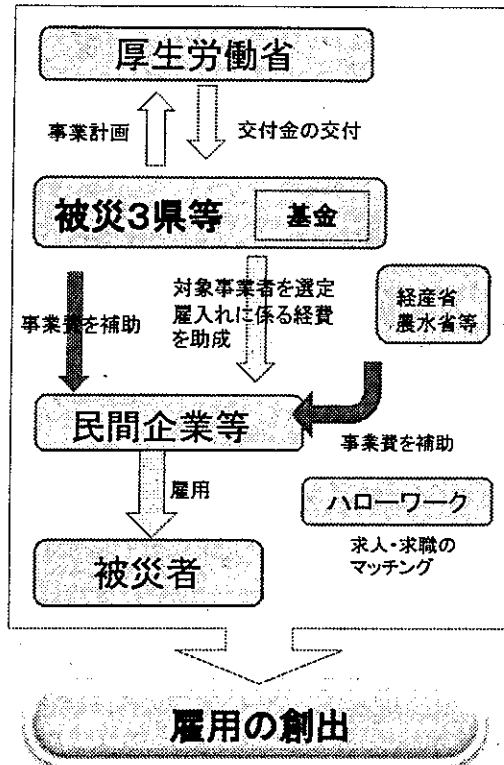 厚生労働省
事業計画
交付金の交付
被災３県等
基金
事業費を補助
対象事業者を選定
雇入れに係る経費
を助成
経産省
農水省等
民間企業等
事業費を補助
雇用
ハローワーク
求人・求職の
マッチング
被災者
雇用の創出